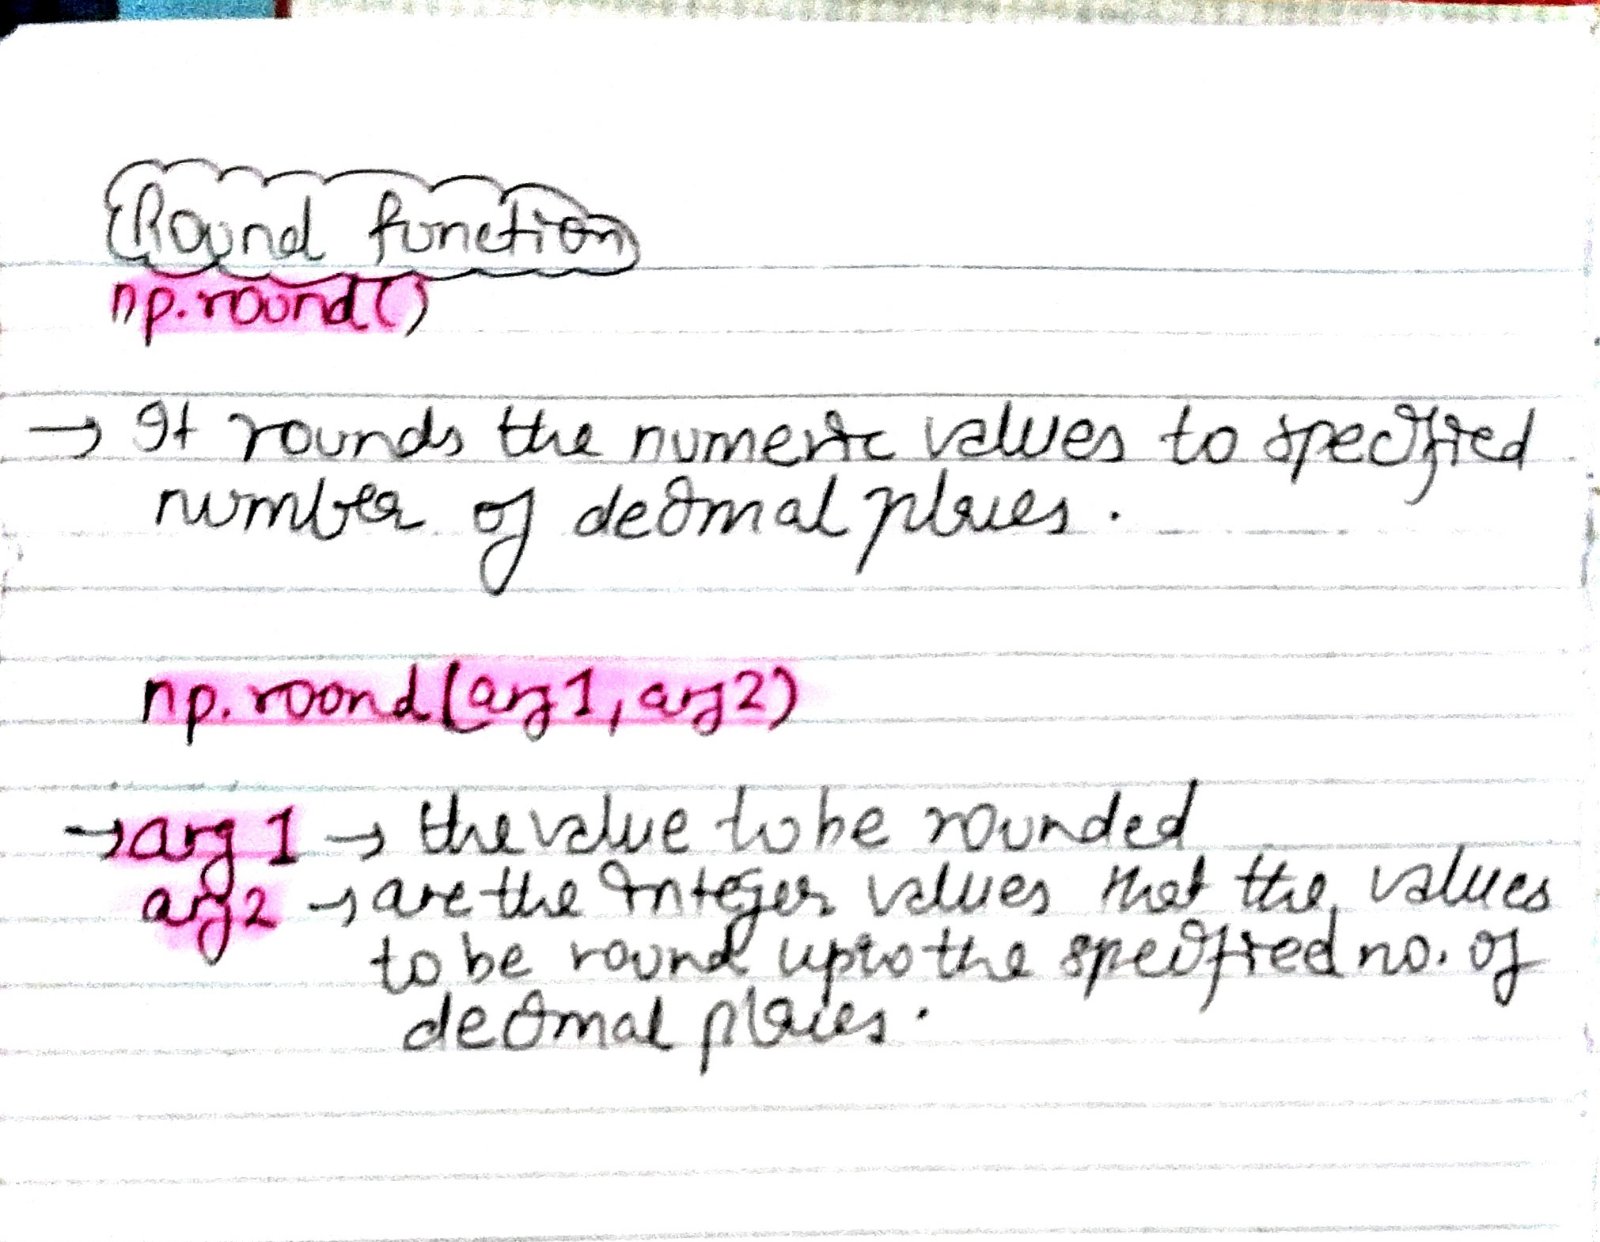 Round function
np.round()
→ It rounds the numeric values to specified
number of decimal places.
np.round(arg1, arg2)
→ arg 1 → the value to be rounded
arg2 → are the integer values that the values
to be round upto the specified no. of
decimal places.